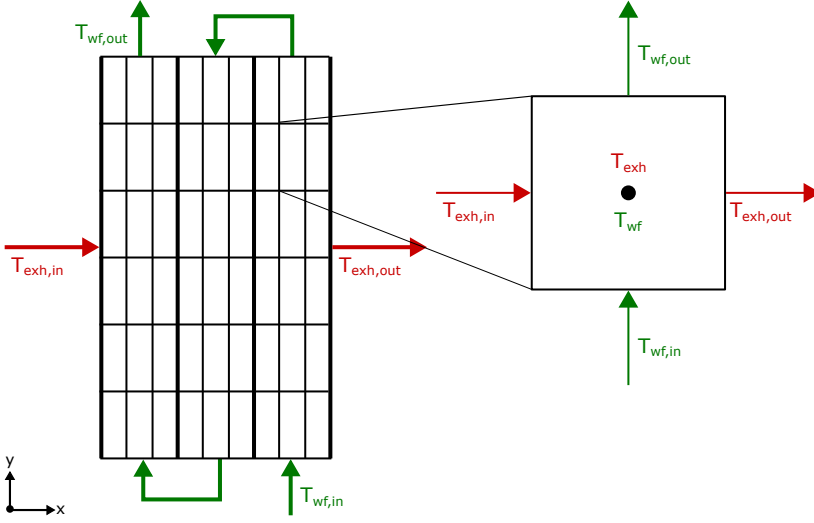 T_wf,out
T_wf,out
T_exh
T_exh,in
T_wf
T_exh,out
T_exh,in
T_exh,out
T_wf,in
y
T_wf,in
x